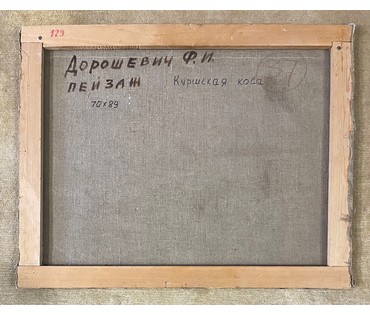 129
Дорошевич Ф.И.
пейзаж Куршская коса
70×89